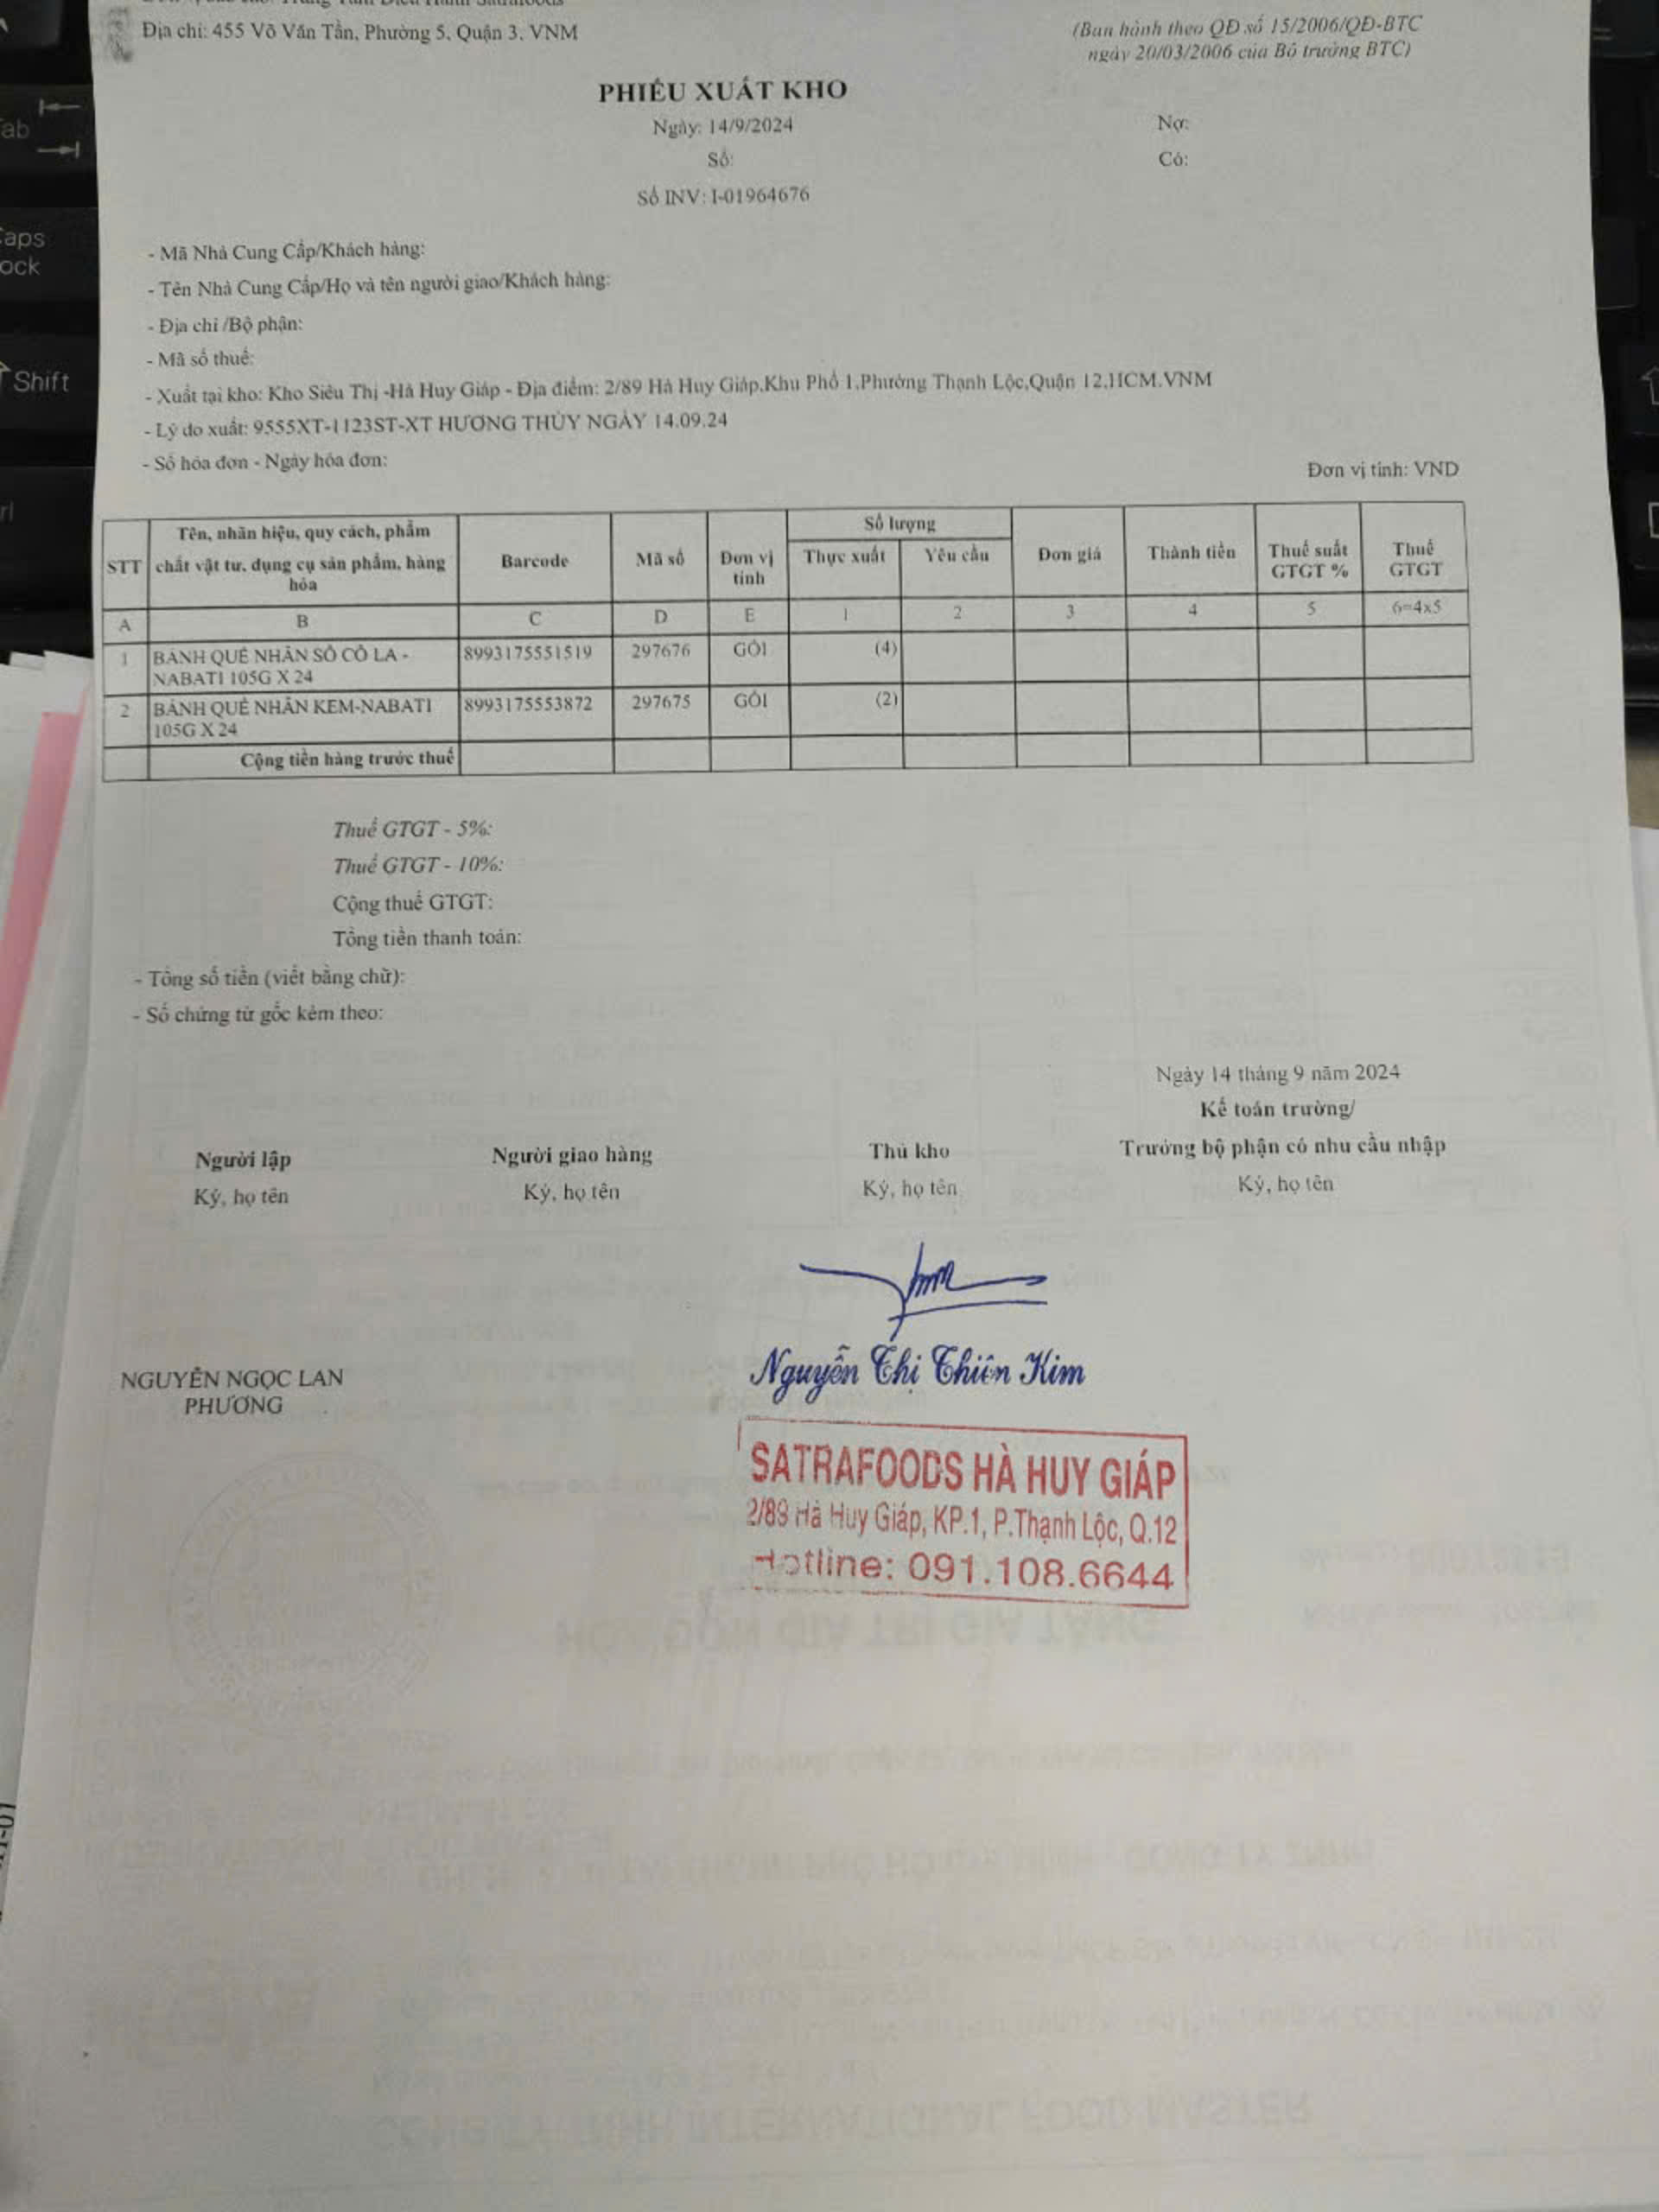 Địa chỉ: 455 Võ Văn Tần, Phường 5, Quận 3, VNM
(Ban hành theo QĐ số 15/2006/QĐ-BTC
ngày 20/03/2006 của Bộ trưởng BTC)
PHIẾU XUẤT KHO
Ngày: 14/9/2024
Nợ:
Số:
Có:
Số INV: I-01964676
- Mã Nhà Cung Cấp/Khách hàng:
- Tên Nhà Cung Cấp/Họ và tên người giao/Khách hàng:
- Địa chỉ /Bộ phận:
- Mã số thuế:
- Xuất tại kho: Kho Siêu Thị -Hà Huy Giáp - Địa điểm: 2/89 Hà Huy Giáp,Khu Phố 1,Phường Thạnh Lộc,Quận 12,HCM.VNM
- Lý do xuất: 9555XT-1123ST-XT HƯƠNG THỦY NGÀY 14.09.24
- Số hóa đơn - Ngày hóa đơn:
Đơn vị tính: VND
STT Tên, nhãn hiệu, quy cách, phẩm chất vật tư, dụng cụ sản phẩm, hàng hóa Barcode Mã số Đơn vị tính Số lượng Thực xuất Yêu cầu Đơn giá Thành tiền Thuế suất GTGT % Thuế GTGT
A B C D E 1 2 3 4 5 6=4x5
1 BÁNH QUẾ NHÂN SÔ CÔ LA - 8993175551519 297676 GÓI (4)
NABATI 105G X 24
2 BÁNH QUẾ NHÂN KEM-NABATI 8993175553872 297675 GÓI (2)
105G X 24
Cộng tiền hàng trước thuế
Thuế GTGT - 5%:
Thuế GTGT - 10%:
Cộng thuế GTGT:
Tổng tiền thanh toán:
- Tổng số tiền (viết bằng chữ):
- Số chứng từ gốc kèm theo:
Ngày 14 tháng 9 năm 2024
Kế toán trưởng/
Người lập Người giao hàng Thủ kho Trưởng bộ phận có nhu cầu nhập
Ký, họ tên Ký, họ tên Ký, họ tên Ký, họ tên
Nguyễn Thị Thiên Kim
NGUYỄN NGỌC LAN
PHƯƠNG
SATRAFOODS HÀ HUY GIÁP
2/89 Hà Huy Giáp, KP.1, P.Thạnh Lộc, Q.12
Hotline: 091.108.6644
ab
Caps
Lock
Shift